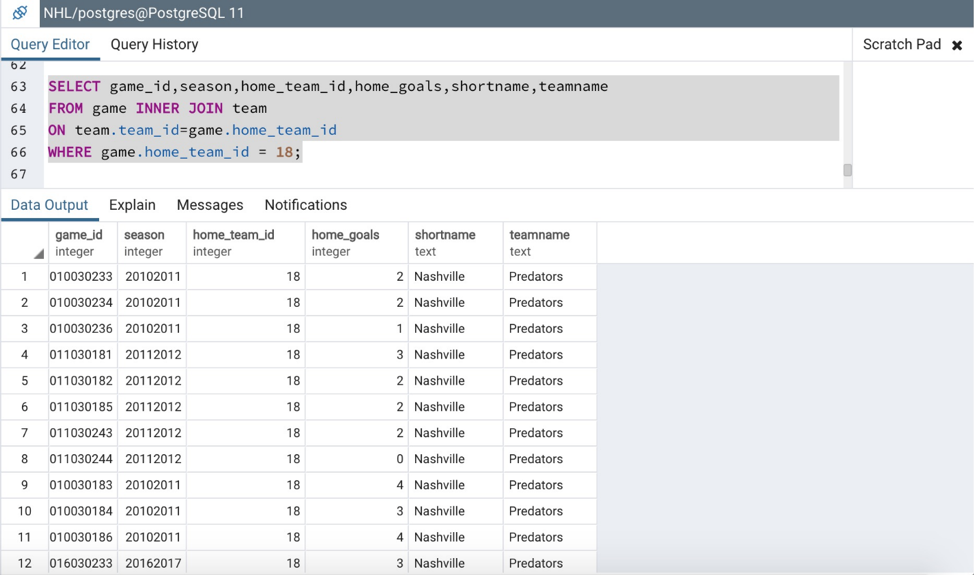 NHL/postgres@PostgreSQL 11
Query Editor Query History Scratch Pad ✖
62
63 SELECT game_id,season,home_team_id,home_goals,shortname,teamname
64 FROM game INNER JOIN team
65 ON team.team_id=game.home_team_id
66 WHERE game.home_team_id = 18;
67
Data Output Explain Messages Notifications
game_id season home_team_id home_goals shortname teamname
integer integer integer integer text text
1 010030233 20102011 18 2 Nashville Predators
2 010030234 20102011 18 2 Nashville Predators
3 010030236 20102011 18 1 Nashville Predators
4 011030181 20112012 18 3 Nashville Predators
5 011030182 20112012 18 2 Nashville Predators
6 011030185 20112012 18 2 Nashville Predators
7 011030243 20112012 18 2 Nashville Predators
8 011030244 20112012 18 0 Nashville Predators
9 010030183 20102011 18 4 Nashville Predators
10 010030184 20102011 18 3 Nashville Predators
11 010030186 20102011 18 4 Nashville Predators
12 016030233 20162017 18 3 Nashville Predators